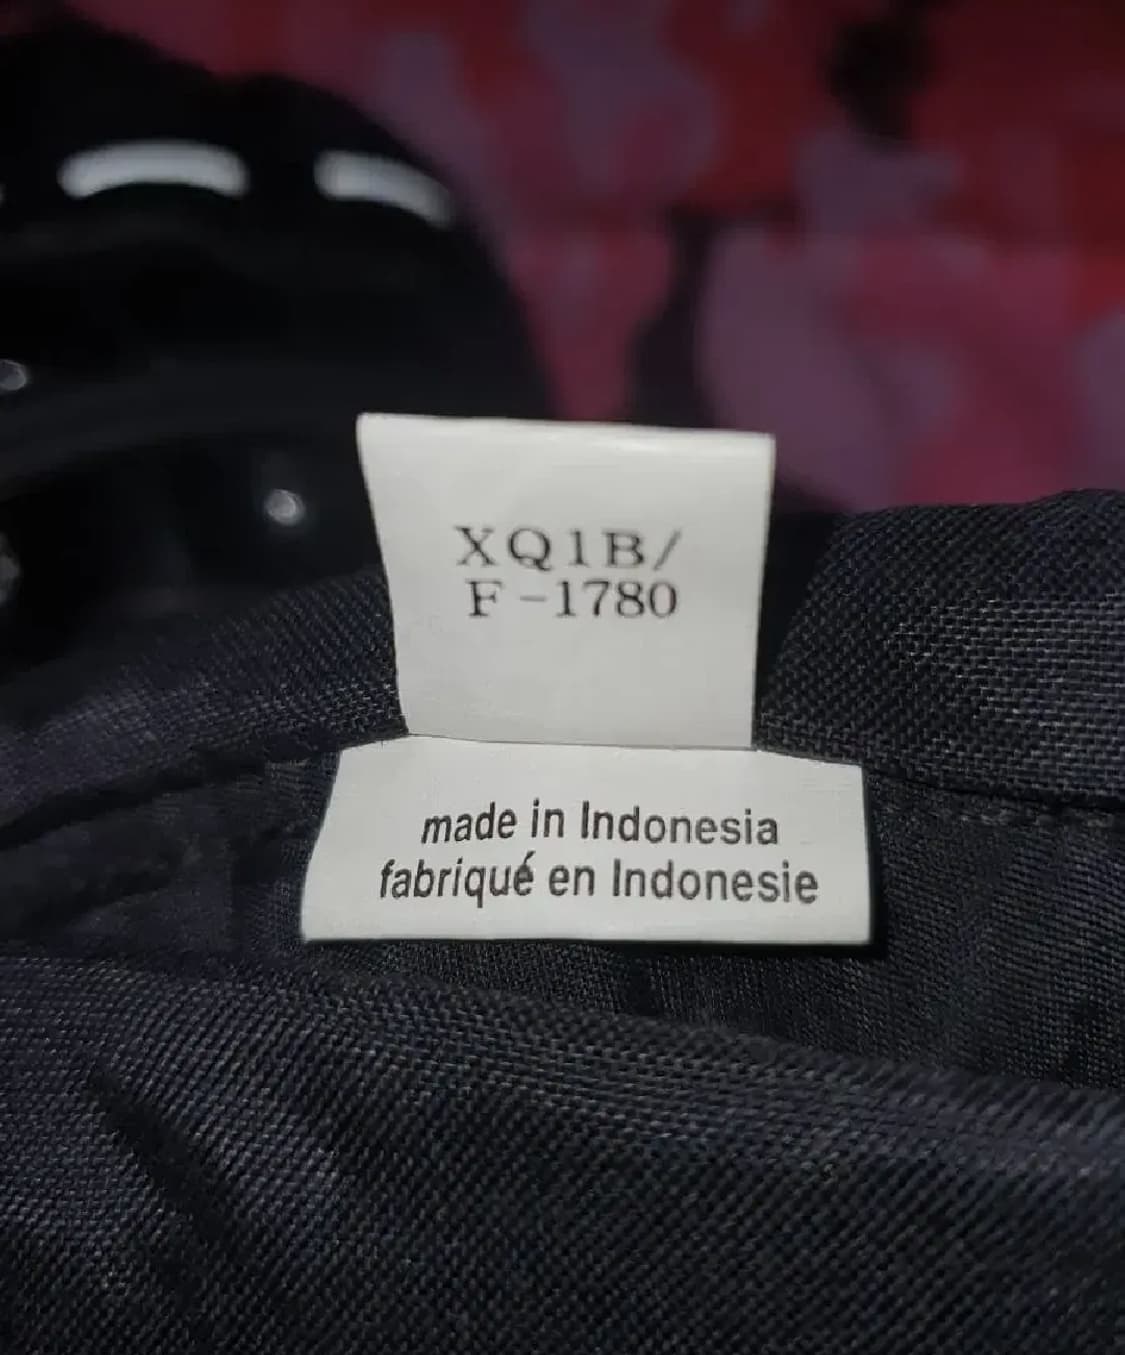 XQ1B/
F-1780
made in Indonesia
fabriqué en Indonesie